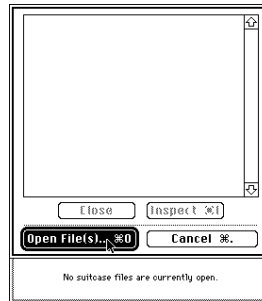 Close
Inspect ⌘I
Open File(s)... ⌘O
Cancel ⌘.
No suitcase files are currently open.